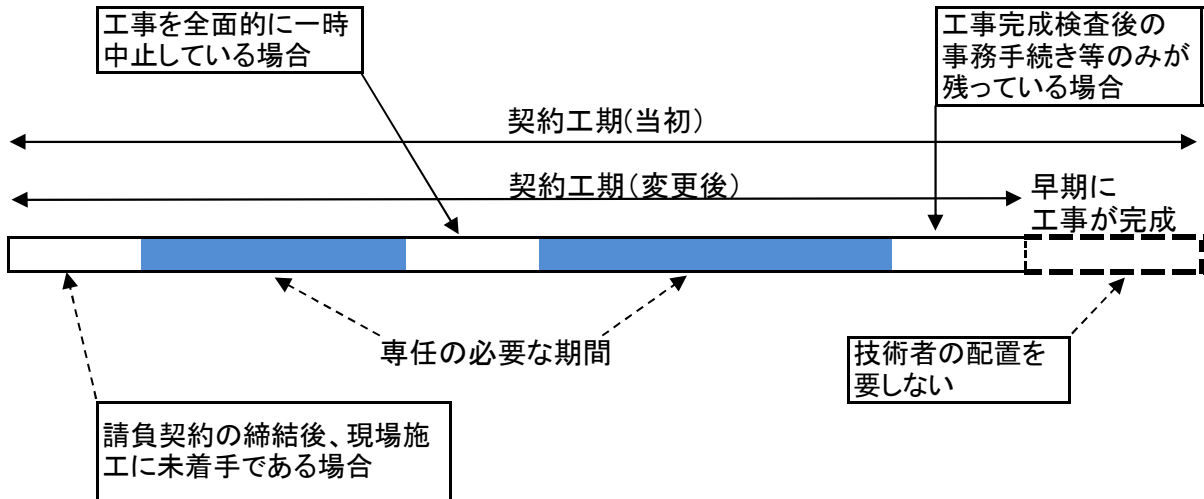 工事を全面的に一時
中止している場合
工事完成検査後の
事務手続き等のみが
残っている場合
契約工期(当初)
契約工期(変更後)
早期に
工事が完成
専任の必要な期間
技術者の配置を
要しない
請負契約の締結後、現場施
工に未着手である場合